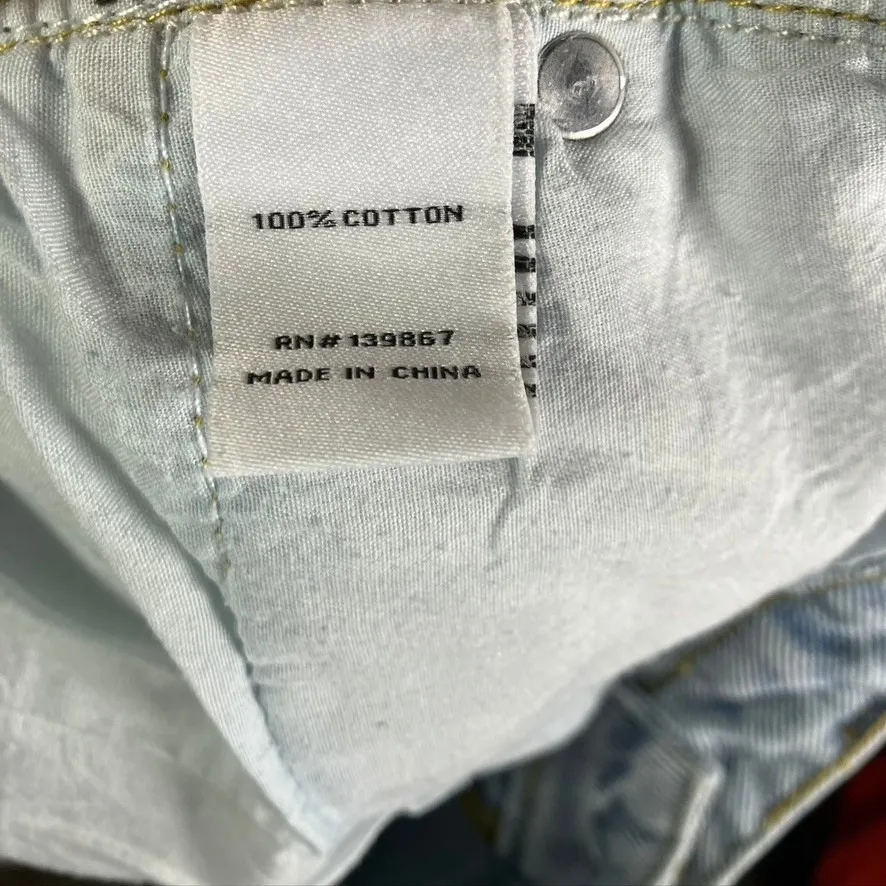 100% COTTON
RN# 139867
MADE IN CHINA